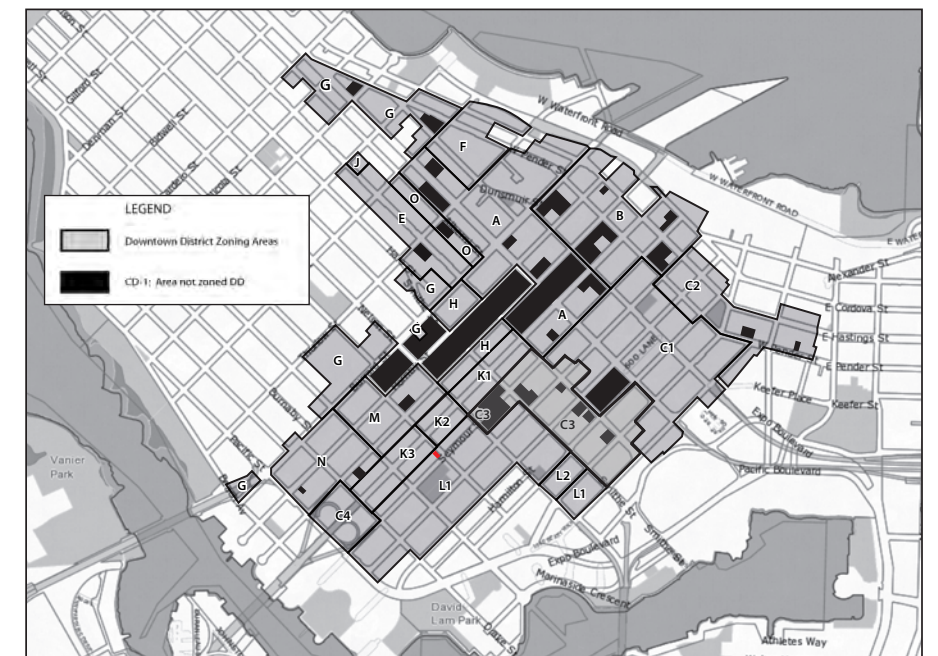 Gilford St
Denman St
Bidwell St
G
W Waterfront Road
G
F
J
Pender St
W WATERFRONT ROAD
Dunsmuir St
O
LEGEND
B
E
A
Downtown District Zoning Areas
O
Alexander St
CD-1: Area not zoned DD
G
C2
H
E Cordova St
A
G
E Hastings St
H
C1
G
E Pender St
K1
Keefer Place
Keefer St
Burnaby St
M
C3
K2
C3
Expo Boulevard
Pacific St
K3
N
Pacific Boulevard
Vanier
Park
L2
G
L1
L1
Hamilton
C4
Smithe St
Expo Boulevard
Marinaside Crescent
David
Lam Park
Drake St
Athletes Way